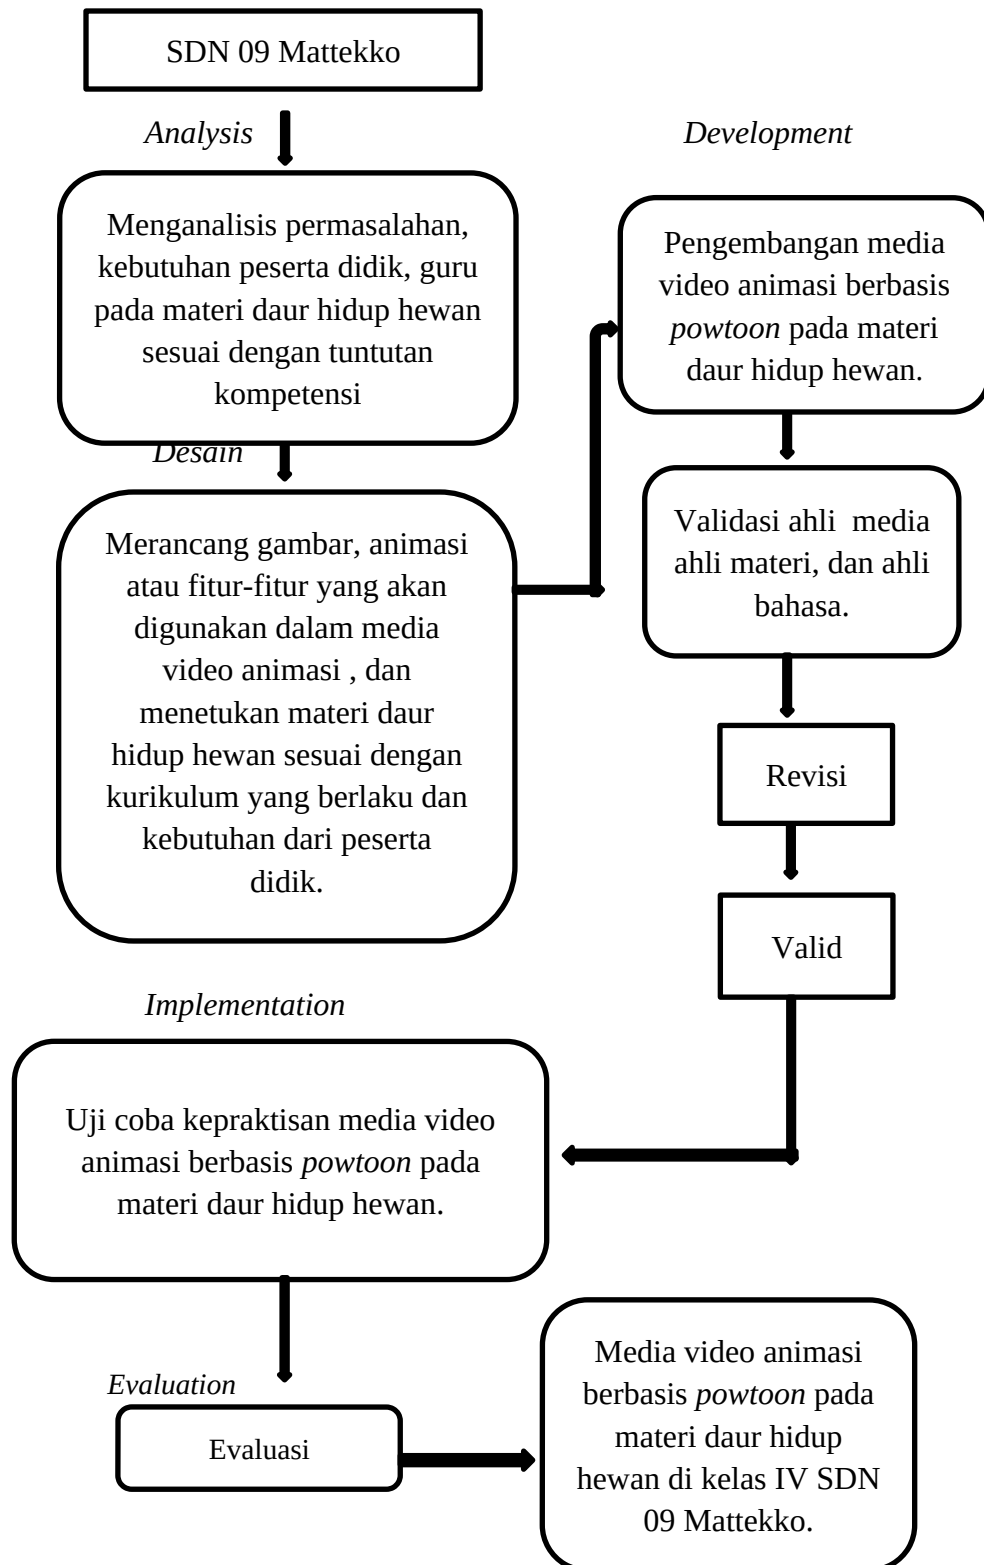 SDN 09 Mattekko
Analysis
Menganalisis permasalahan,
kebutuhan peserta didik, guru
pada materi daur hidup hewan
sesuai dengan tuntutan
kompetensi
Desain
Merancang gambar, animasi
atau fitur-fitur yang akan
digunakan dalam media
video animasi , dan
menetukan materi daur
hidup hewan sesuai dengan
kurikulum yang berlaku dan
kebutuhan dari peserta
didik.
Development
Pengembangan media
video animasi berbasis
powtoon pada materi
daur hidup hewan.
Validasi ahli  media
ahli materi, dan ahli
bahasa.
Revisi
Valid
Implementation
Uji coba kepraktisan media video
animasi berbasis powtoon pada
materi daur hidup hewan.
Evaluation
Evaluasi
Media video animasi
berbasis powtoon pada
materi daur hidup
hewan di kelas IV SDN
09 Mattekko.